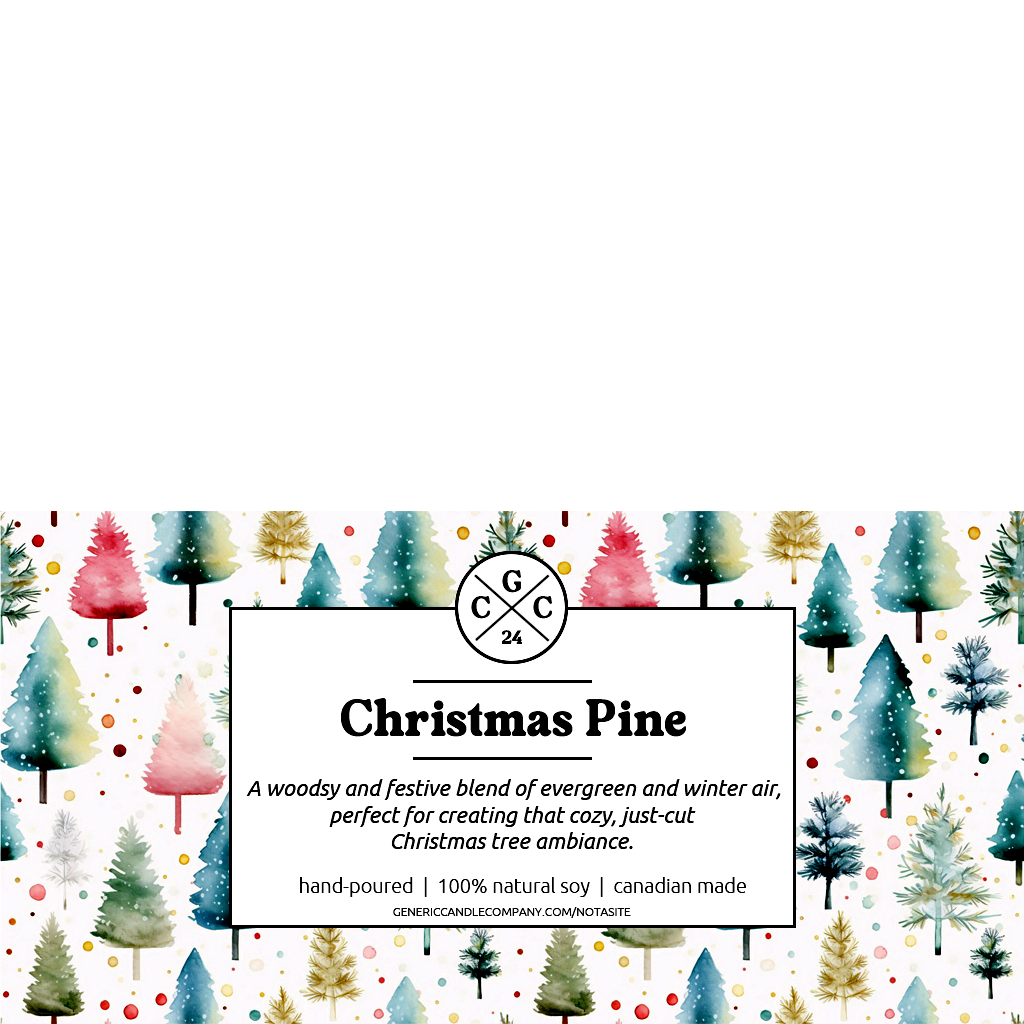 G
C C
24
Christmas Pine
A woodsy and festive blend of evergreen and winter air,
perfect for creating that cozy, just-cut
Christmas tree ambiance.
hand-poured | 100% natural soy | canadian made
GENERICCANDLECOMPANY.COM/NOTASITE